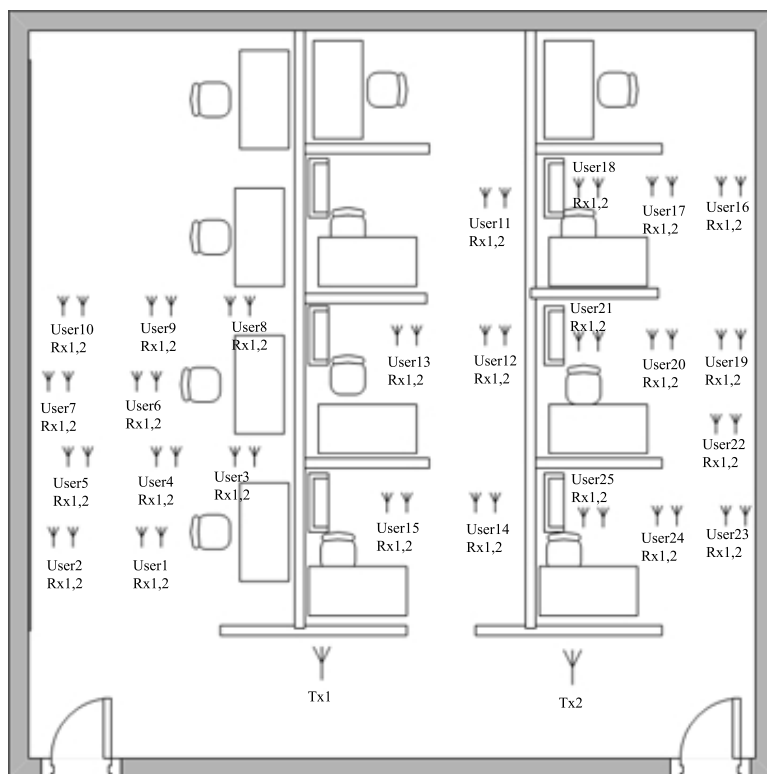 User18
Rx1,2
User11
Rx1,2
User17
Rx1,2
User16
Rx1,2
User10
Rx1,2
User9
Rx1,2
User8
Rx1,2
User13
Rx1,2
User12
Rx1,2
User21
Rx1,2
User20
Rx1,2
User19
Rx1,2
User7
Rx1,2
User6
Rx1,2
User22
Rx1,2
User5
Rx1,2
User4
Rx1,2
User3
Rx1,2
User25
Rx1,2
User15
Rx1,2
User14
Rx1,2
User24
Rx1,2
User23
Rx1,2
User2
Rx1,2
User1
Rx1,2
Tx1
Tx2